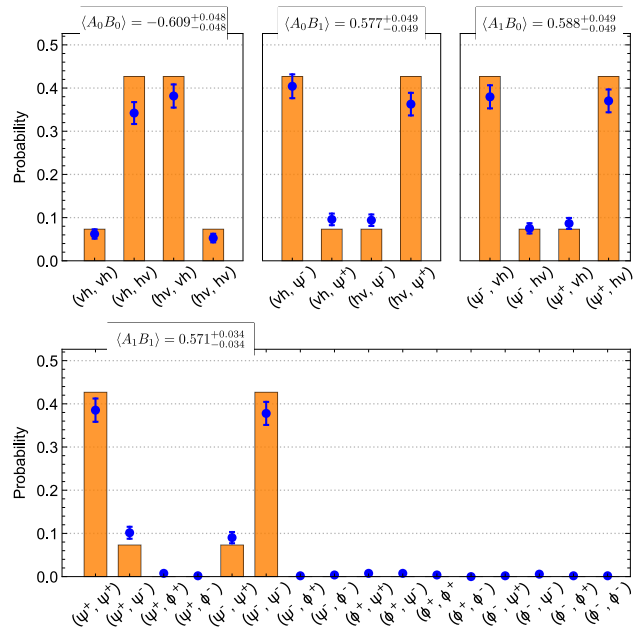 ⟨A₀B₀⟩ = −0.609⁺⁰·⁰⁴⁸₋₀.₀₄₈
⟨A₀B₁⟩ = 0.577⁺⁰·⁰⁴⁹₋₀.₀₄₉
⟨A₁B₀⟩ = 0.588⁺⁰·⁰⁴⁹₋₀.₀₄₉
Probability
0.5
0.4
0.3
0.2
0.1
0.0
(vh, vh)
(vh, hv)
(hv, vh)
(hv, hv)
(vh, Ψ⁻)
(vh, Ψ⁺)
(hv, Ψ⁻)
(hv, Ψ⁺)
(Ψ⁻, vh)
(Ψ⁻, hv)
(Ψ⁺, vh)
(Ψ⁺, hv)
⟨A₁B₁⟩ = 0.571⁺⁰·⁰³⁴₋₀.₀₃₄
Probability
0.5
0.4
0.3
0.2
0.1
0.0
(Ψ⁺, Ψ⁺)
(Ψ⁺, Ψ⁻)
(Ψ⁺, ϕ⁺)
(Ψ⁺, ϕ⁻)
(Ψ⁻, Ψ⁺)
(Ψ⁻, Ψ⁻)
(Ψ⁻, ϕ⁺)
(Ψ⁻, ϕ⁻)
(ϕ⁺, Ψ⁺)
(ϕ⁺, Ψ⁻)
(ϕ⁺, ϕ⁺)
(ϕ⁺, ϕ⁻)
(ϕ⁻, Ψ⁺)
(ϕ⁻, Ψ⁻)
(ϕ⁻, ϕ⁺)
(ϕ⁻, ϕ⁻)